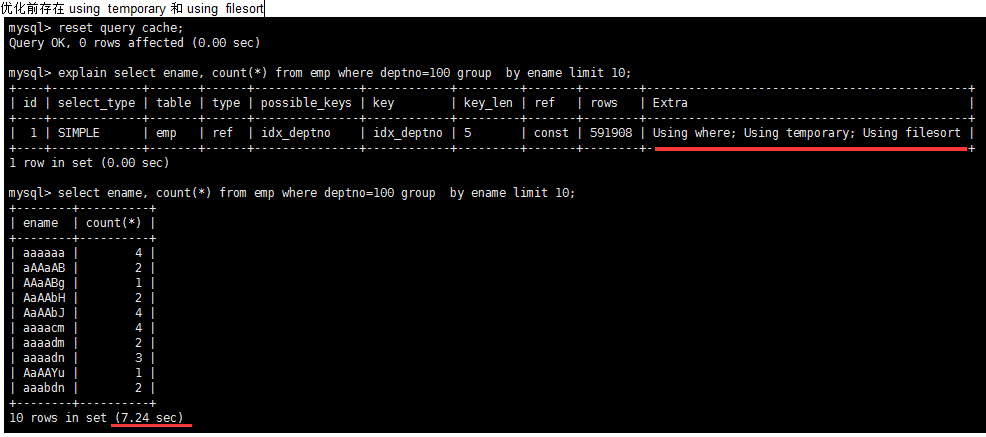 优化前存在 using temporary 和 using filesort
mysql> reset query cache;
Query OK, 0 rows affected (0.00 sec)
mysql> explain select ename, count(*) from emp where deptno=100 group  by ename limit 10;
+----+-------------+-------+------+---------------+------------+---------+-------+--------+----------------------------------------------+
| id | select_type | table | type | possible_keys | key        | key_len | ref   | rows   | Extra                                        |
+----+-------------+-------+------+---------------+------------+---------+-------+--------+----------------------------------------------+
|  1 | SIMPLE      | emp   | ref  | idx_deptno    | idx_deptno | 5       | const | 591908 | Using where; Using temporary; Using filesort |
+----+-------------+-------+------+---------------+------------+---------+-------+--------+----------------------------------------------+
1 row in set (0.00 sec)
mysql> select ename, count(*) from emp where deptno=100 group  by ename limit 10;
+--------+----------+
| ename  | count(*) |
+--------+----------+
| aaaaaa |        4 |
| aAAaAB |        2 |
| AAaABg |        1 |
| AaAAbH |        2 |
| AaAAbJ |        4 |
| aaaacm |        4 |
| aaaadm |        2 |
| aaaadn |        3 |
| AaAAYu |        1 |
| aaabdn |        2 |
+--------+----------+
10 rows in set (7.24 sec)